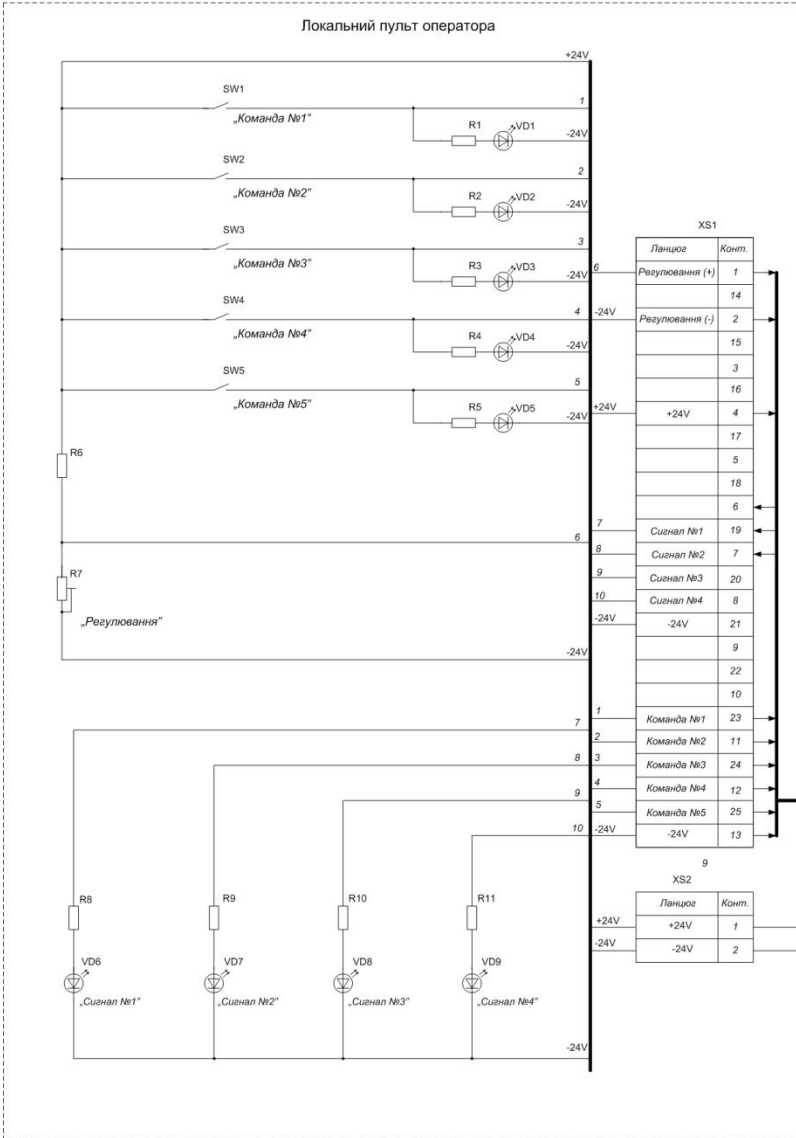 Локальний пульт оператора
+24V
SW1
1
„Команда №1”
R1
VD1
-24V
SW2
2
„Команда №2”
R2
VD2
-24V
SW3
3
„Команда №3”
R3
VD3
-24V
SW4
4
„Команда №4”
R4
VD4
-24V
SW5
5
„Команда №5”
R5
VD5
-24V
R6
6
R7
„Регулювання”
-24V
7
8
9
10
R8
R9
R10
R11
VD6
VD7
VD8
VD9
„Сигнал №1”
„Сигнал №2”
„Сигнал №3”
„Сигнал №4”
-24V
XS1
Ланцюг Конт.
6 Регулювання (+) 1
14
-24V Регулювання (-) 2
15
3
16
+24V +24V 4
17
5
18
6
7 Сигнал №1 19
8 Сигнал №2 7
9 Сигнал №3 20
10 Сигнал №4 8
-24V -24V 21
9
22
10
1 Команда №1 23
2 Команда №2 11
3 Команда №3 24
4 Команда №4 12
5 Команда №5 25
-24V -24V 13
9
XS2
Ланцюг Конт.
+24V +24V 1
-24V -24V 2